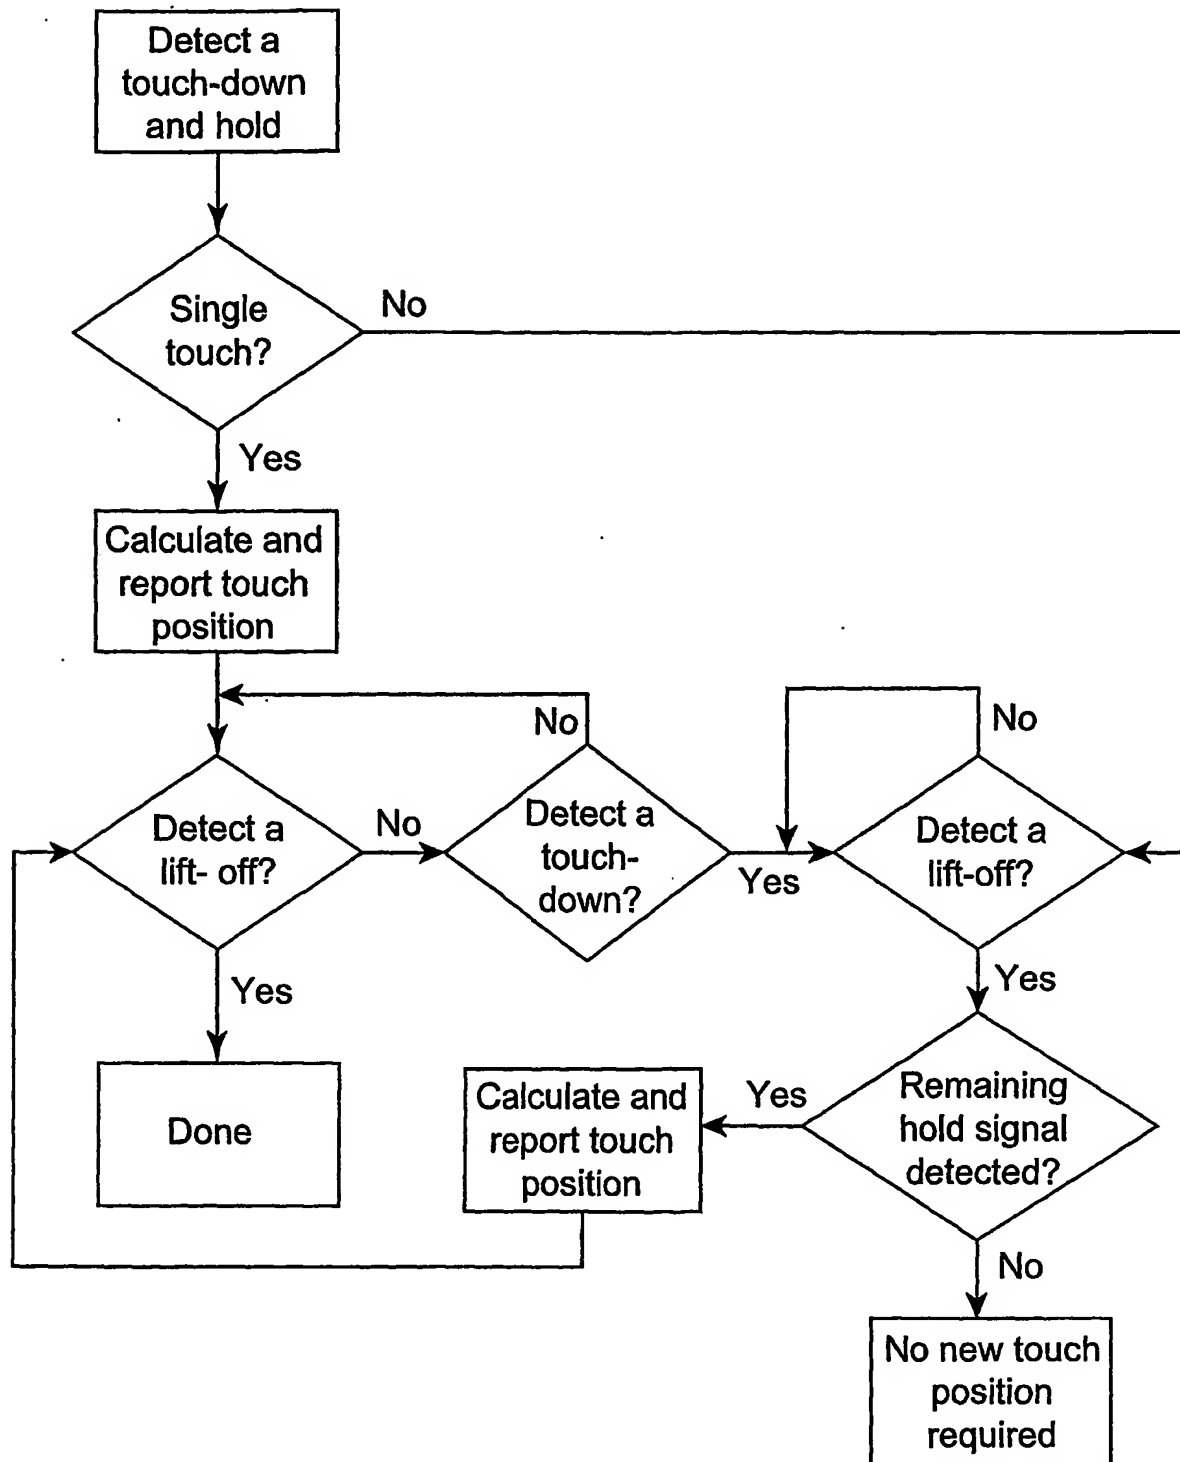 Detect a
touch-down
and hold
Single
touch?
No
Yes
Calculate and
report touch
position
No
No
Detect a
lift- off?
No
Detect a
touch-
down?
Yes
Detect a
lift-off?
Yes
Yes
Done
Calculate and
report touch
position
Yes
Remaining
hold signal
detected?
No
No new touch
position
required